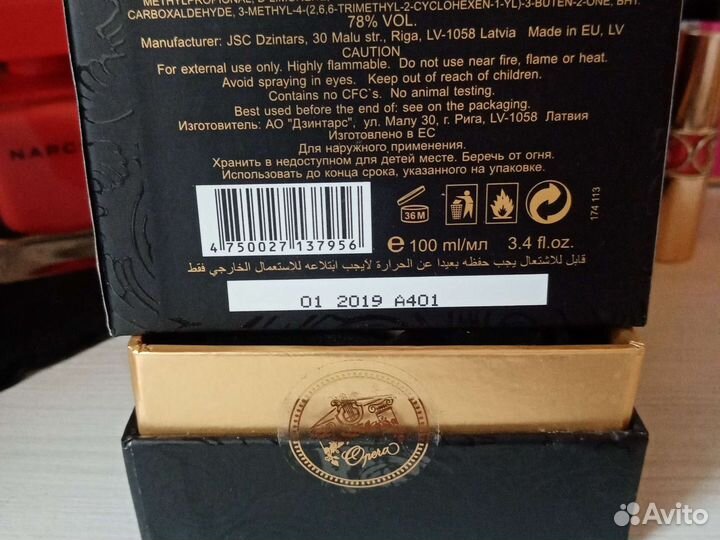 CARBOXALDEHYDE, 3-METHYL-4-(2,6,6-TRIMETHYL-2-CYCLOHEXEN-1-YL)-3-BUTEN-2-ONE, BHT.
78% VOL.
Manufacturer: JSC Dzintars, 30 Malu str., Riga, LV-1058 Latvia Made in EU, LV
CAUTION
For external use only. Highly flammable. Do not use near fire, flame or heat.
Avoid spraying in eyes. Keep out of reach of children.
Contains no CFC`s. No animal testing.
Best used before the end of: see on the packaging.
Изготовитель: АО "Дзинтарс", ул. Малу 30, г. Рига, LV-1058 Латвия
Изготовлено в ЕС
Для наружного применения.
Хранить в недоступном для детей месте. Беречь от огня.
Использовать до конца срока, указанного на упаковке.
NARC
36 M
174 113
4 750027 137956
e 100 ml/мл 3.4 fl.oz.
قابل للاشتعال يجب حفظه بعيدا عن الحرارة لايجب ابتلاعه للاستعمال الخارجي فقط
01 2019 A401
Opera
Avito